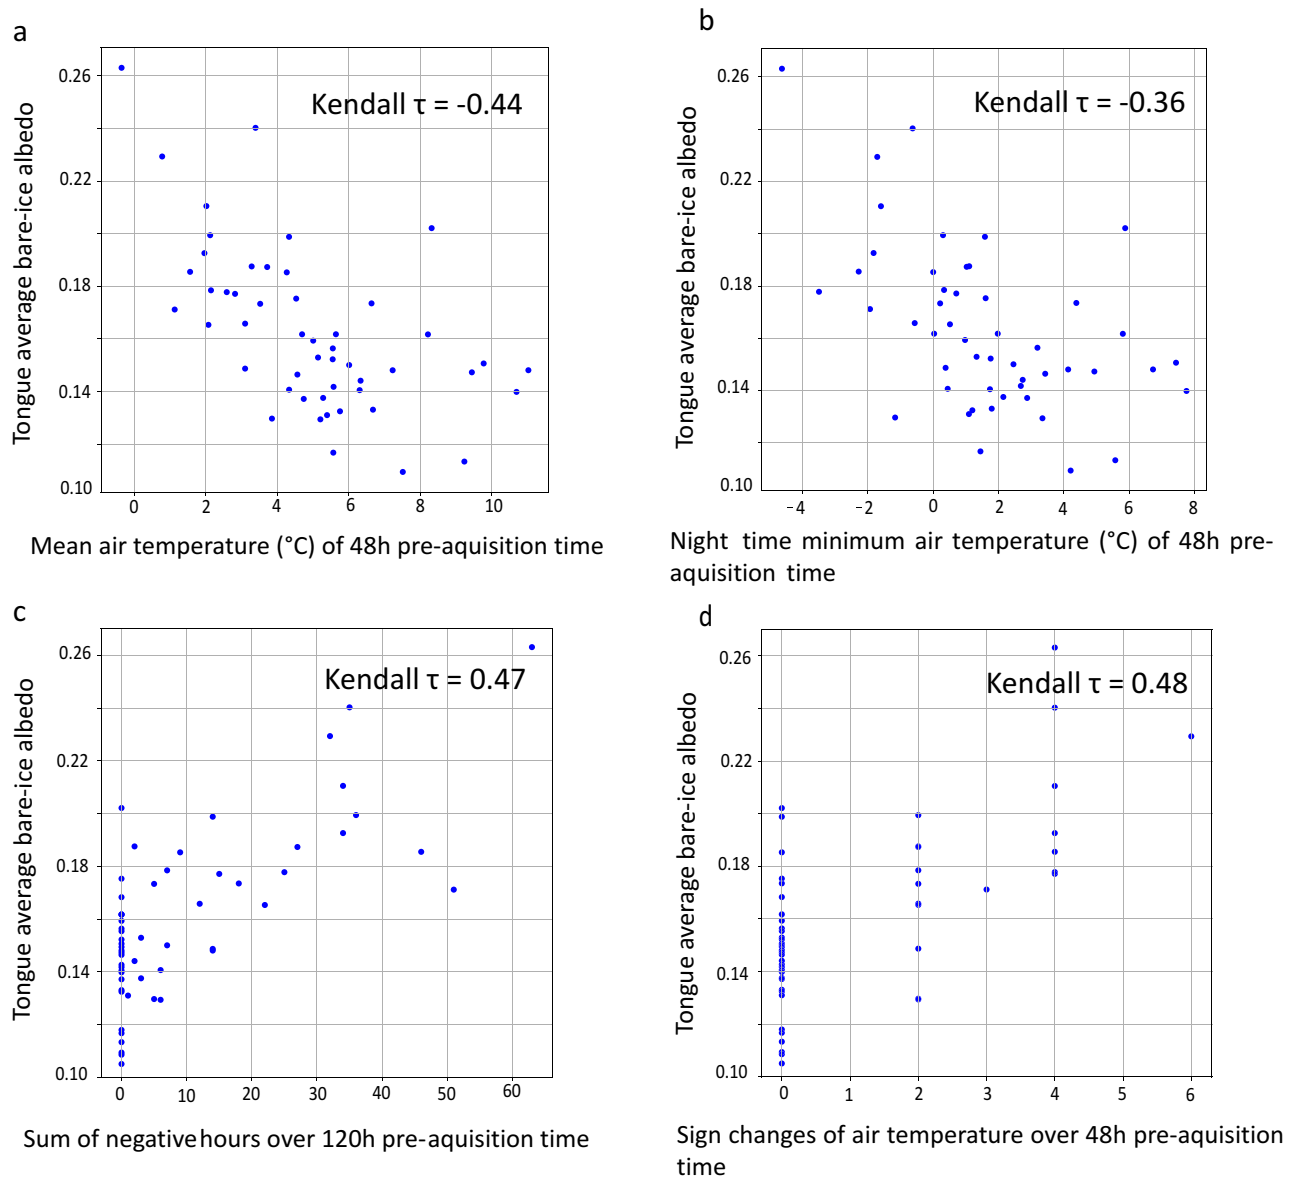 a
Tongue average bare-ice albedo
0.26
0.22
0.18
0.14
0.10
Kendall τ = -0.44
0 2 4 6 8 10
Mean air temperature (°C) of 48h pre-aquisition time
b
Tongue average bare-ice albedo
0.26
0.22
0.18
0.14
0.10
Kendall τ = -0.36
−4 −2 0 2 4 6 8
Night time minimum air temperature (°C) of 48h pre-
aquisition time
c
Tongue average bare-ice albedo
0.26
0.22
0.18
0.14
0.10
Kendall τ = 0.47
0 10 20 30 40 50 60
Sum of negative hours over 120h pre-aquisition time
d
Tongue average bare-ice albedo
0.26
0.22
0.18
0.14
0.10
Kendall τ = 0.48
0 1 2 3 4 5 6
Sign changes of air temperature over 48h pre-aquisition
time